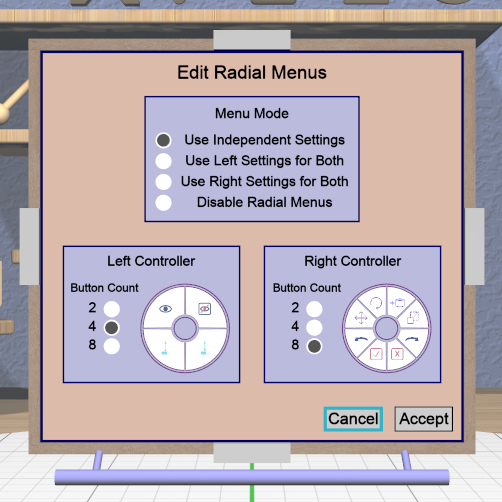 Edit Radial Menus
Menu Mode
Use Independent Settings
Use Left Settings for Both
Use Right Settings for Both
Disable Radial Menus
Left Controller
Button Count
2
4
8
Right Controller
Button Count
2
4
8
Cancel
Accept